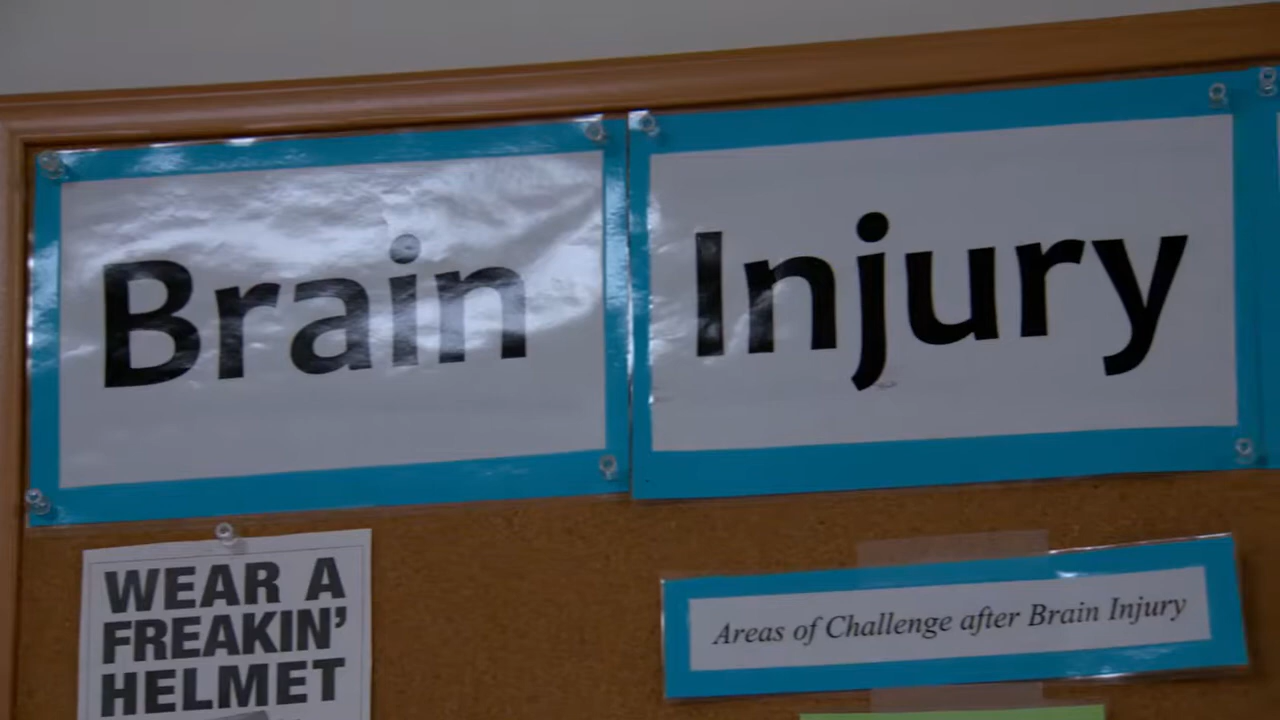 Brain Injury
WEAR A
FREAKIN'
HELMET
Areas of Challenge after Brain Injury